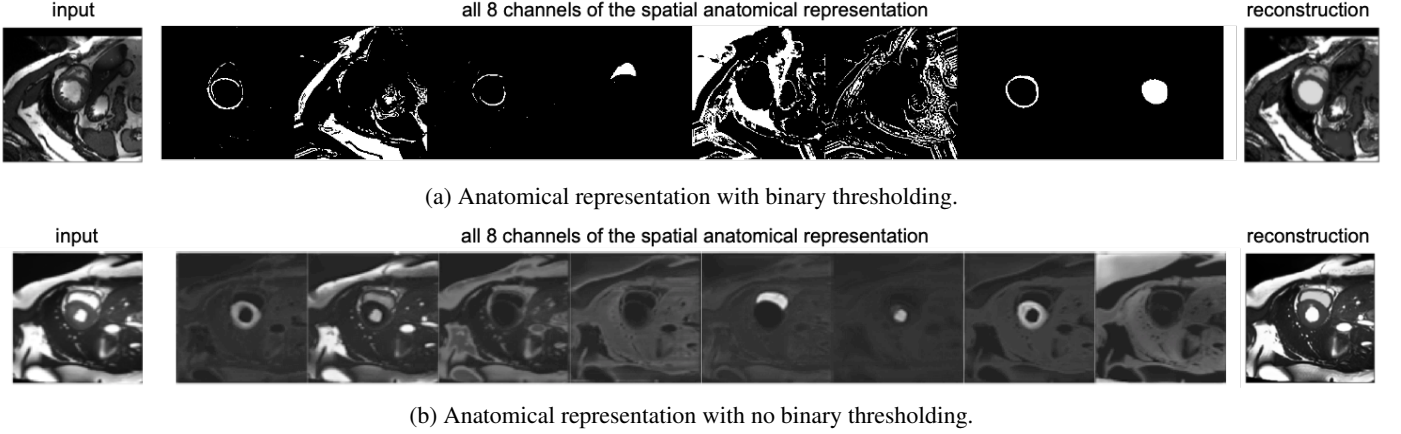 input
all 8 channels of the spatial anatomical representation
reconstruction
(a) Anatomical representation with binary thresholding.
input
all 8 channels of the spatial anatomical representation
reconstruction
(b) Anatomical representation with no binary thresholding.